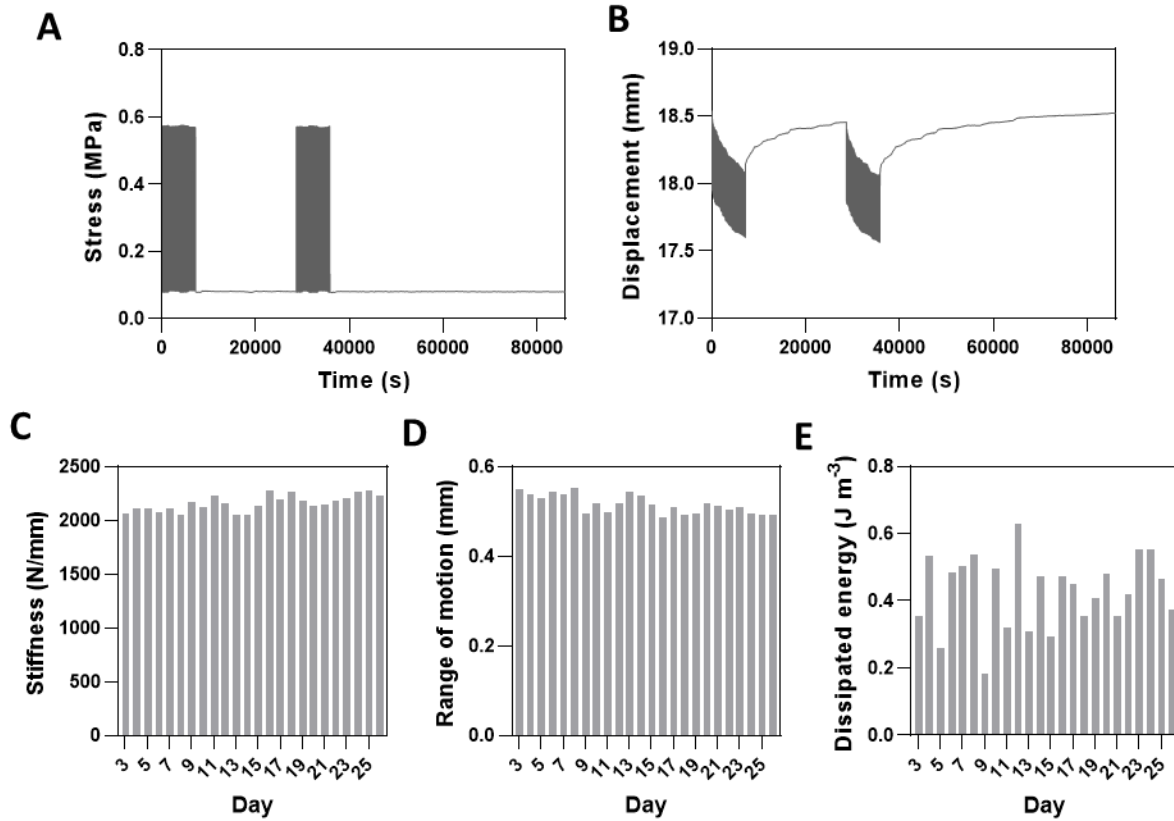 A
Stress (MPa)
0.8
0.6
0.4
0.2
0.0
0 20000 40000 60000 80000
Time (s)
B
Displacement (mm)
19.0
18.5
18.0
17.5
17.0
0 20000 40000 60000 80000
Time (s)
C
Stiffness (N/mm)
2500
2000
1500
1000
500
0
3 5 7 9 11 13 15 17 19 21 23 25
Day
D
Range of motion (mm)
0.6
0.4
0.2
0.0
3 5 7 9 11 13 15 17 19 21 23 25
Day
E
Dissipated energy (J m⁻³)
0.8
0.6
0.4
0.2
0.0
3 5 7 9 11 13 15 17 19 21 23 25
Day